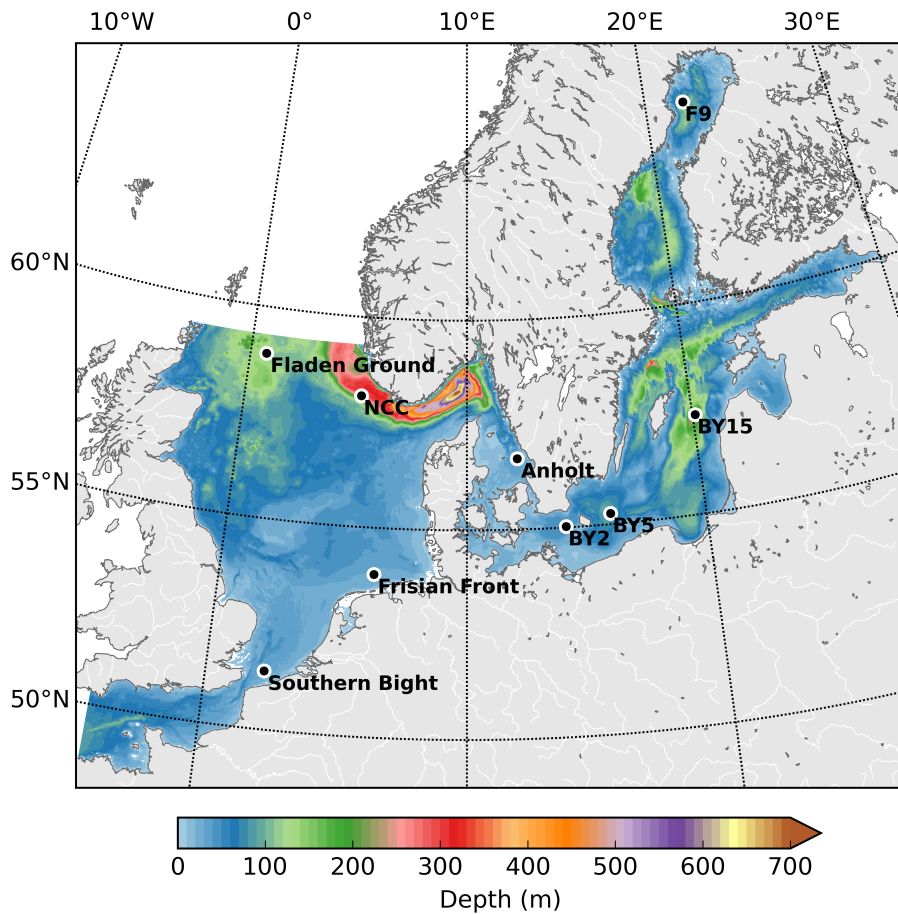 10°W 0° 10°E 20°E 30°E
F9
60°N
Fladen Ground
NCC
BY15
Anholt
55°N
BY5
BY2
Frisian Front
Southern Bight
50°N
0 100 200 300 400 500 600 700
Depth (m)